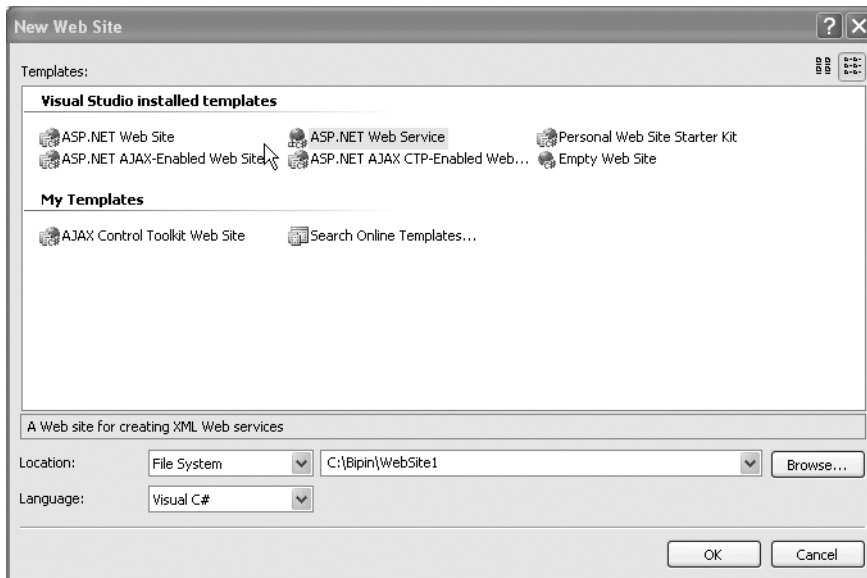 New Web Site
Templates:
Visual Studio installed templates
ASP.NET Web Site ASP.NET Web Service Personal Web Site Starter Kit
ASP.NET AJAX-Enabled Web Site ASP.NET AJAX CTP-Enabled Web... Empty Web Site
My Templates
AJAX Control Toolkit Web Site Search Online Templates...
A Web site for creating XML Web services
Location: File System C:\Bipin\WebSite1 Browse...
Language: Visual C#
OK Cancel